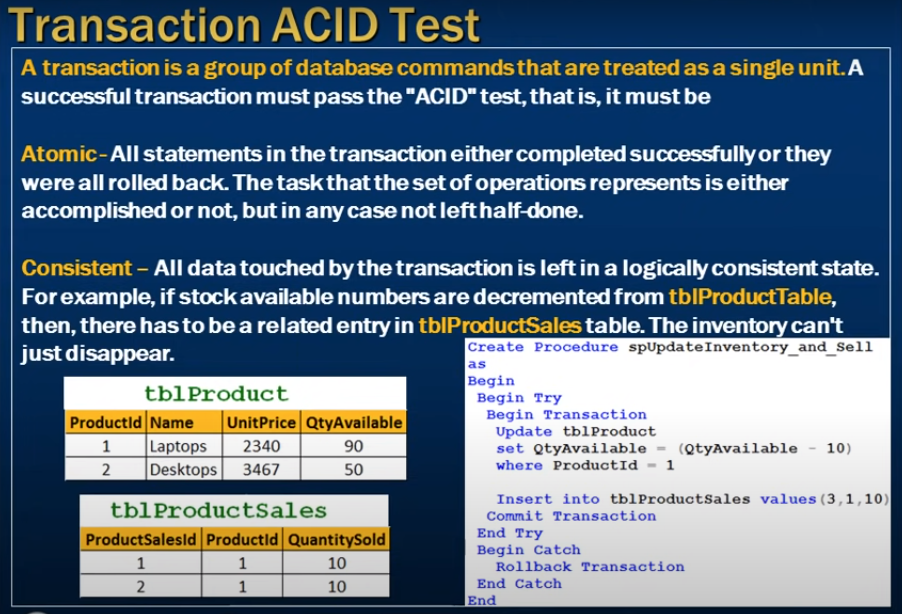 Transaction ACID Test
A transaction is a group of database commands that are treated as a single unit. A
successful transaction must pass the "ACID" test, that is, it must be
Atomic - All statements in the transaction either completed successfully or they
were all rolled back. The task that the set of operations represents is either
accomplished or not, but in any case not left half-done.
Consistent – All data touched by the transaction is left in a logically consistent state.
For example, if stock available numbers are decremented from tblProductTable,
then, there has to be a related entry in tblProductSales table. The inventory can't
just disappear.
tblProduct
ProductId Name UnitPrice QtyAvailable
1 Laptops 2340 90
2 Desktops 3467 50
tblProductSales
ProductSalesId ProductId QuantitySold
1 1 10
2 1 10
Create Procedure spUpdateInventory_and_Sell
as
Begin
Begin Try
Begin Transaction
Update tblProduct
set QtyAvailable = (QtyAvailable - 10)
where ProductId = 1
Insert into tblProductSales values(3,1,10)
Commit Transaction
End Try
Begin Catch
Rollback Transaction
End Catch
End